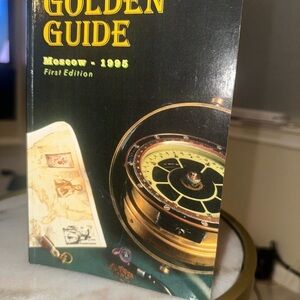 GOLDEN
GUIDE
Moscow - 1995
First Edition